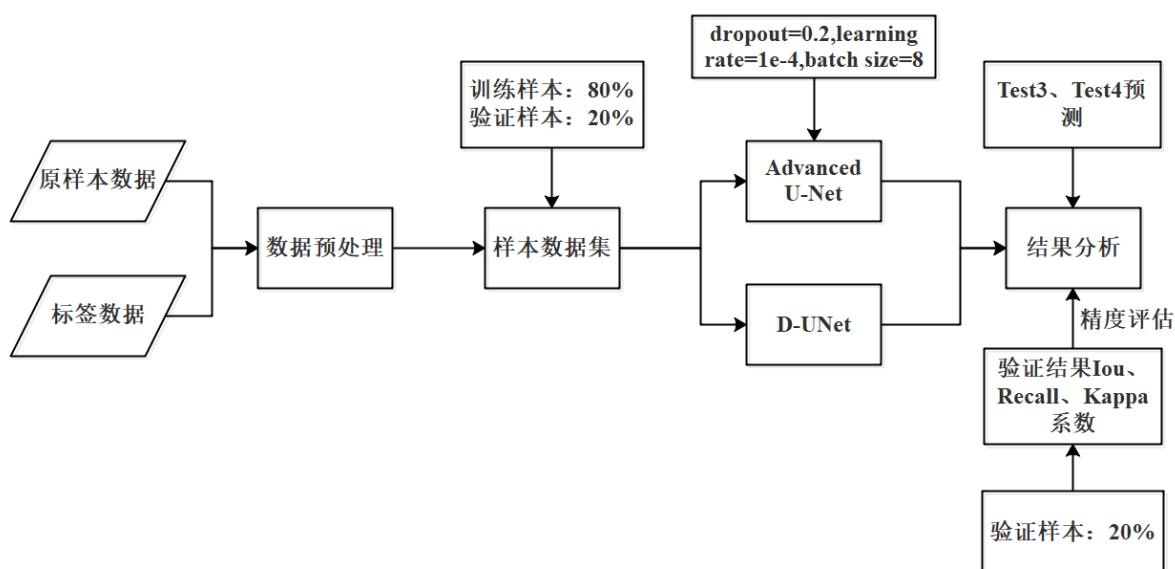 dropout=0.2,learning
rate=1e-4,batch size=8
训练样本：80%
验证样本：20%
Test3、Test4预
测
原样本数据
Advanced
U-Net
数据预处理
样本数据集
结果分析
标签数据
D-UNet
精度评估
验证结果Iou、
Recall、Kappa
系数
验证样本：20%